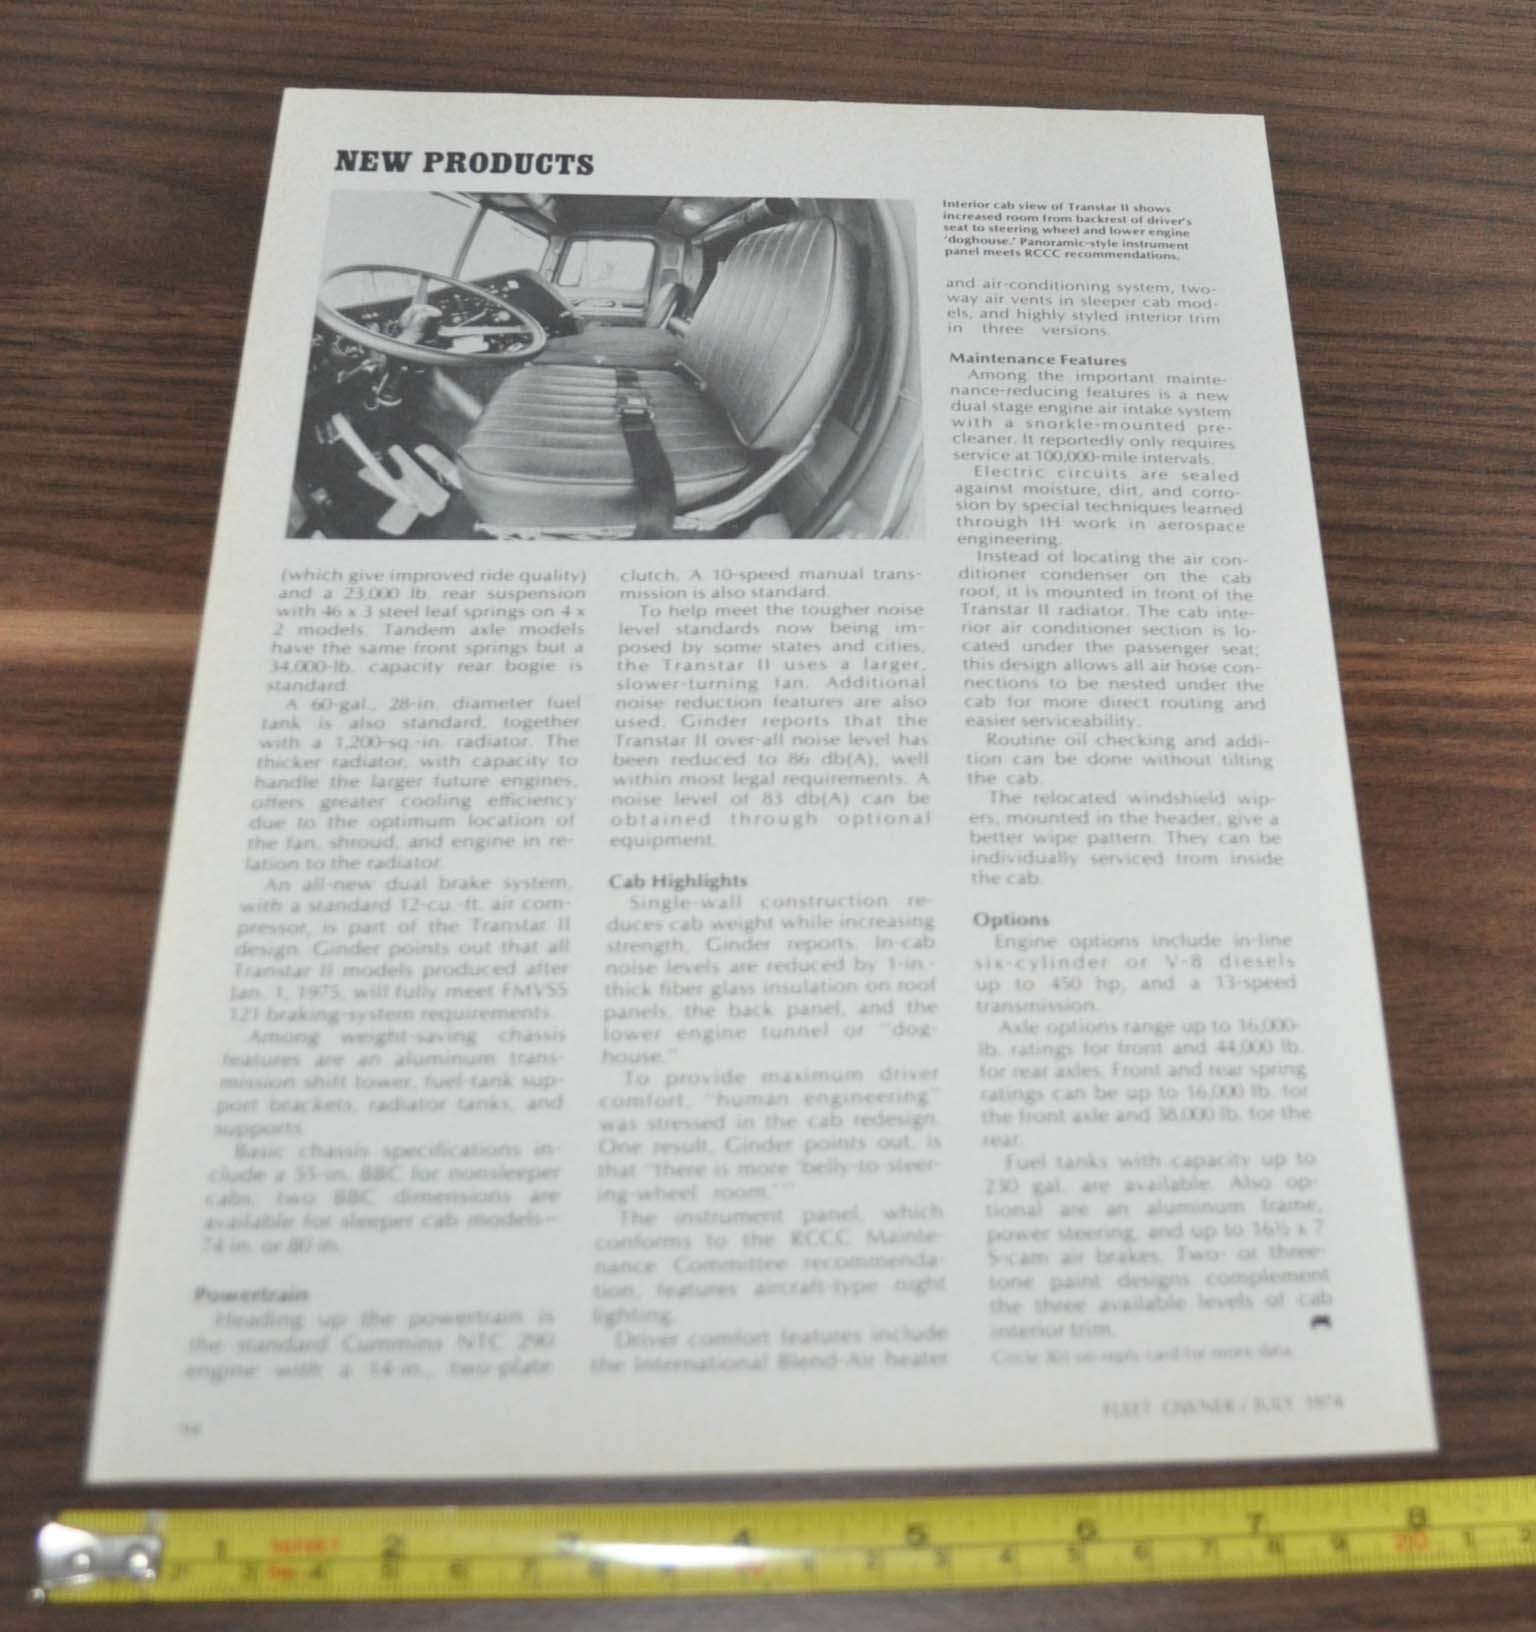 NEW PRODUCTS
Interior cab view of Transtar II shows
increased room from backrest of driver's
seat to steering wheel and lower engine
'doghouse.' Panoramic-style instrument
panel meets RCCC recommendations.
(which give improved ride quality)
and a 23,000 lb. rear suspension
with 46 x 3 steel leaf springs on 4 x
2 models. Tandem axle models
have the same front springs but a
34,000-lb. capacity rear bogie is
standard.
A 60-gal., 28-in. diameter fuel
tank is also standard, together
with a 1,200-sq.-in. radiator. The
thicker radiator, with capacity to
handle the larger future engines,
offers greater cooling efficiency
due to the optimum location of
the fan, shroud, and engine in re-
lation to the radiator.
An all-new dual brake system,
with a standard 12-cu.-ft. air com-
pressor, is part of the Transtar II
design. Ginder points out that all
Transtar II models produced after
Jan. 1, 1975, will fully meet FMVSS
121 braking-system requirements.
Among weight-saving chassis
features are an aluminum trans-
mission shift tower, fuel-tank sup-
port brackets, radiator tanks, and
supports.
Basic chassis specifications in-
clude a 55-in. BBC for nonsleeper
cabs; two BBC dimensions are
available for sleeper cab models—
74 in. or 80 in.
Powertrain
Heading up the powertrain is
the standard Cummins NTC 290
engine with a 14-in., two-plate
clutch. A 10-speed manual trans-
mission is also standard.
To help meet the tougher noise
level standards now being im-
posed by some states and cities,
the Transtar II uses a larger,
slower-turning fan. Additional
noise reduction features are also
used. Ginder reports that the
Transtar II over-all noise level has
been reduced to 86 db(A), well
within most legal requirements. A
noise level of 83 db(A) can be
obtained through optional
equipment.
Cab Highlights
Single-wall construction re-
duces cab weight while increasing
strength, Ginder reports. In-cab
noise levels are reduced by 1-in.-
thick fiber glass insulation on roof
panels, the back panel, and the
lower engine tunnel or "dog-
house."
To provide maximum driver
comfort, "human engineering"
was stressed in the cab redesign.
One result, Ginder points out, is
that "there is more 'belly-to-steer-
ing-wheel room.' "
The instrument panel, which
conforms to the RCCC Mainte-
nance Committee recommenda-
tion, features aircraft-type night
lighting.
Driver comfort features include
the International Blend-Air heater
and air-conditioning system, two-
way air vents in sleeper cab mod-
els, and highly styled interior trim
in three versions.
Maintenance Features
Among the important mainte-
nance-reducing features is a new
dual stage engine air intake system
with a snorkle-mounted pre-
cleaner. It reportedly only requires
service at 100,000-mile intervals.
Electric circuits are sealed
against moisture, dirt, and corro-
sion by special techniques learned
through IH work in aerospace
engineering.
Instead of locating the air con-
ditioner condenser on the cab
roof, it is mounted in front of the
Transtar II radiator. The cab inte-
rior air conditioner section is lo-
cated under the passenger seat;
this design allows all air hose con-
nections to be nested under the
cab for more direct routing and
easier serviceability.
Routine oil checking and addi-
tion can be done without tilting
the cab.
The relocated windshield wip-
ers, mounted in the header, give a
better wipe pattern. They can be
individually serviced from inside
the cab.
Options
Engine options include in-line
six-cylinder or V-8 diesels
up to 450 hp, and a 13-speed
transmission.
Axle options range up to 16,000-
lb. ratings for front and 44,000 lb.
for rear axles. Front and rear spring
ratings can be up to 16,000 lb. for
the front axle and 38,000 lb. for the
rear.
Fuel tanks with capacity up to
230 gal. are available. Also op-
tional are an aluminum frame,
power steering, and up to 16½ x 7
S-cam air brakes. Two- or three-
tone paint designs complement
the three available levels of cab
interior trim.
Circle 301 on reply card for more data
FLEET OWNER / JULY 1974
1 2 3 4 5 6 7 8